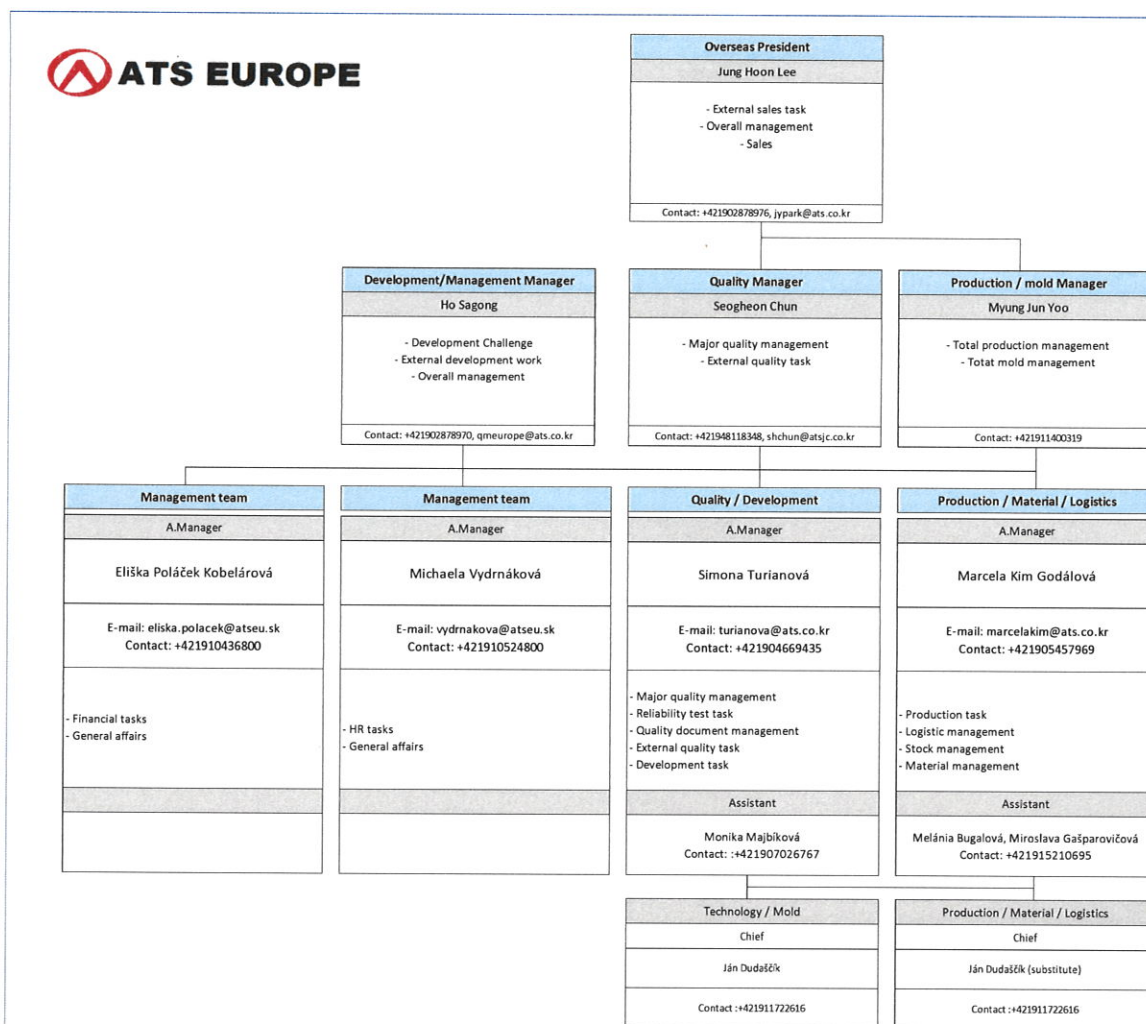 ATS EUROPE
Overseas President
Jung Hoon Lee
- External sales task
- Overall management
- Sales
Contact: +421902878976, jypark@ats.co.kr
Development/Management Manager
Ho Sagong
- Development Challenge
- External development work
- Overall management
Contact: +421902878970, qmeurope@ats.co.kr
Quality Manager
Seogheon Chun
- Major quality management
- External quality task
Contact: +421948118348, shchun@atsjc.co.kr
Production / mold Manager
Myung Jun Yoo
- Total production management
- Totat mold management
Contact: +421911400319
Management team
A.Manager
Eliška Poláček Kobelárová
E-mail: eliska.polacek@atseu.sk
Contact: +421910436800
- Financial tasks
- General affairs
Management team
A.Manager
Michaela Vydrnáková
E-mail: vydrnakova@atseu.sk
Contact: +421910524800
- HR tasks
- General affairs
Quality / Development
A.Manager
Simona Turianová
E-mail: turianova@ats.co.kr
Contact: +421904669435
- Major quality management
- Reliability test task
- Quality document management
- External quality task
- Development task
Assistant
Monika Majbíková
Contact: :+421907026767
Production / Material / Logistics
A.Manager
Marcela Kim Godálová
E-mail: marcelakim@ats.co.kr
Contact: +421905457969
- Production task
- Logistic management
- Stock management
- Material management
Assistant
Melánia Bugalová, Miroslava Gašparovičová
Contact: +421915210695
Technology / Mold
Chief
Ján Dudaščík
Contact :+421911722616
Production / Material / Logistics
Chief
Ján Dudaščík (substitute)
Contact :+421911722616